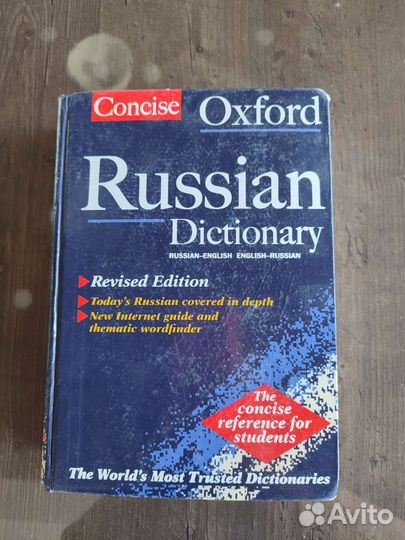 Concise Oxford
Russian
Dictionary
RUSSIAN–ENGLISH ENGLISH–RUSSIAN
Revised Edition
Today's Russian covered in depth
New Internet guide and
thematic wordfinder
The
concise
reference for
students
The World's Most Trusted Dictionaries
Avito